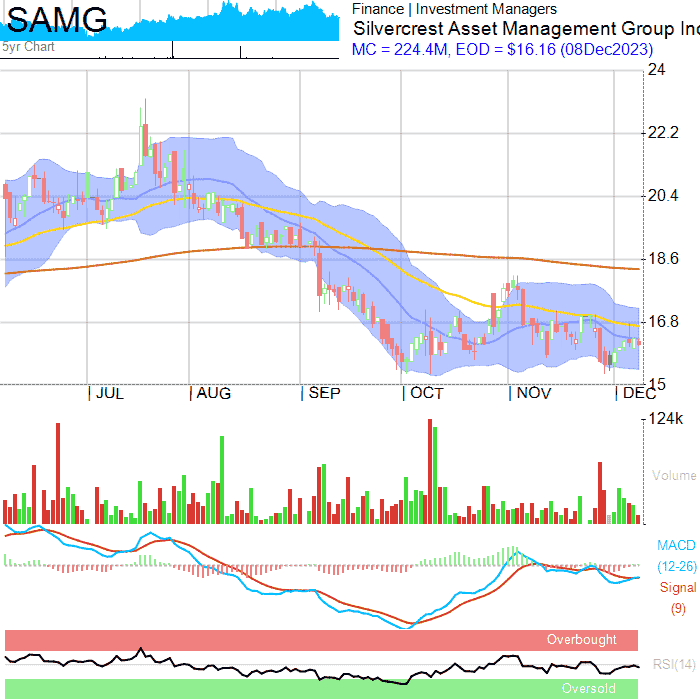 SAMG
5yr Chart
Finance | Investment Managers
Silvercrest Asset Management Group Inc
MC = 224.4M, EOD = $16.16 (08Dec2023)
24
22.2
20.4
18.6
16.8
15
JUL AUG SEP OCT NOV DEC
124k
Volume
MACD
(12-26)
Signal
(9)
Overbought
RSI(14)
Oversold